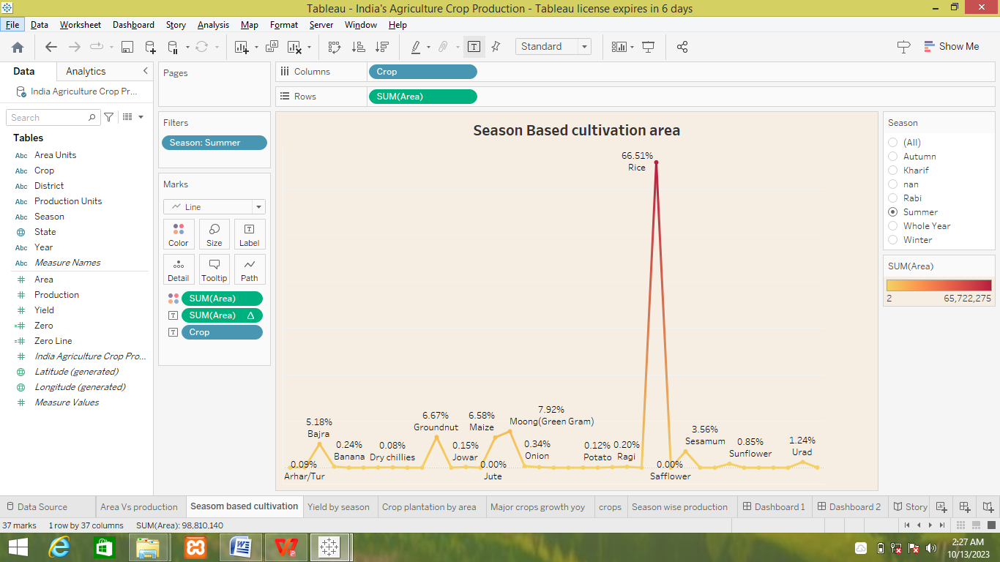 Tableau - India's Agriculture Crop Production - Tableau license expires in 6 days
File Data Worksheet Dashboard Story Analysis Map Format Server Window Help
Standard
Show Me
Data Analytics
India Agriculture Crop Pr...
Search
Tables
Abc Area Units
Abc Crop
Abc District
Abc Production Units
Abc Season
State
Abc Year
Abc Measure Names
Area
Production
Yield
Zero
Zero Line
India Agriculture Crop Pro...
Latitude (generated)
Longitude (generated)
Measure Values
Pages
Filters
Season: Summer
Marks
Line
Color Size Label
Detail Tooltip Path
SUM(Area)
SUM(Area)
Crop
Columns Crop
Rows SUM(Area)
Season Based cultivation area
66.51%
Rice
5.18%
Bajra
0.24%
Banana
0.08%
Dry chillies
6.67%
Groundnut
0.15%
Jowar
6.58%
Maize
7.92%
Moong(Green Gram)
0.34%
Onion
0.12%
Potato
0.20%
Ragi
3.56%
Sesamum
0.85%
Sunflower
1.24%
Urad
0.09%
Arhar/Tur
0.00%
Jute
0.00%
Safflower
Season
(All)
Autumn
Kharif
nan
Rabi
Summer
Whole Year
Winter
SUM(Area)
2 65,722,275
Data Source Area Vs production Seasom based cultivation Yield by season Crop plantation by area Major crops growth yoy crops Season wise production Dashboard 1 Dashboard 2 Story
37 marks 1 row by 37 columns SUM(Area): 98,810,140
2:27 AM
10/13/2023